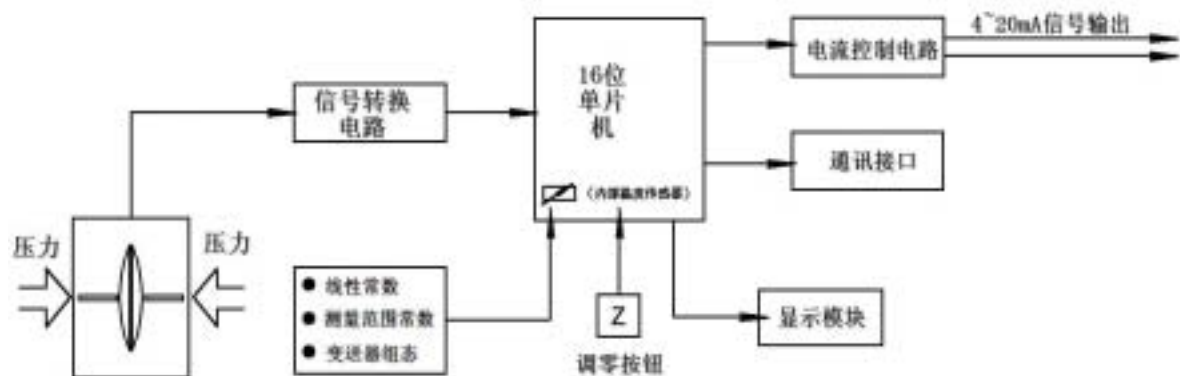 4~20mA信号输出
电流控制电路
16位
单片
机
信号转换
电路
通讯接口
(内部温度传感器)
压力
压力
● 线性常数
● 测量范围常数
● 变送器组态
Z
显示模块
调零按钮